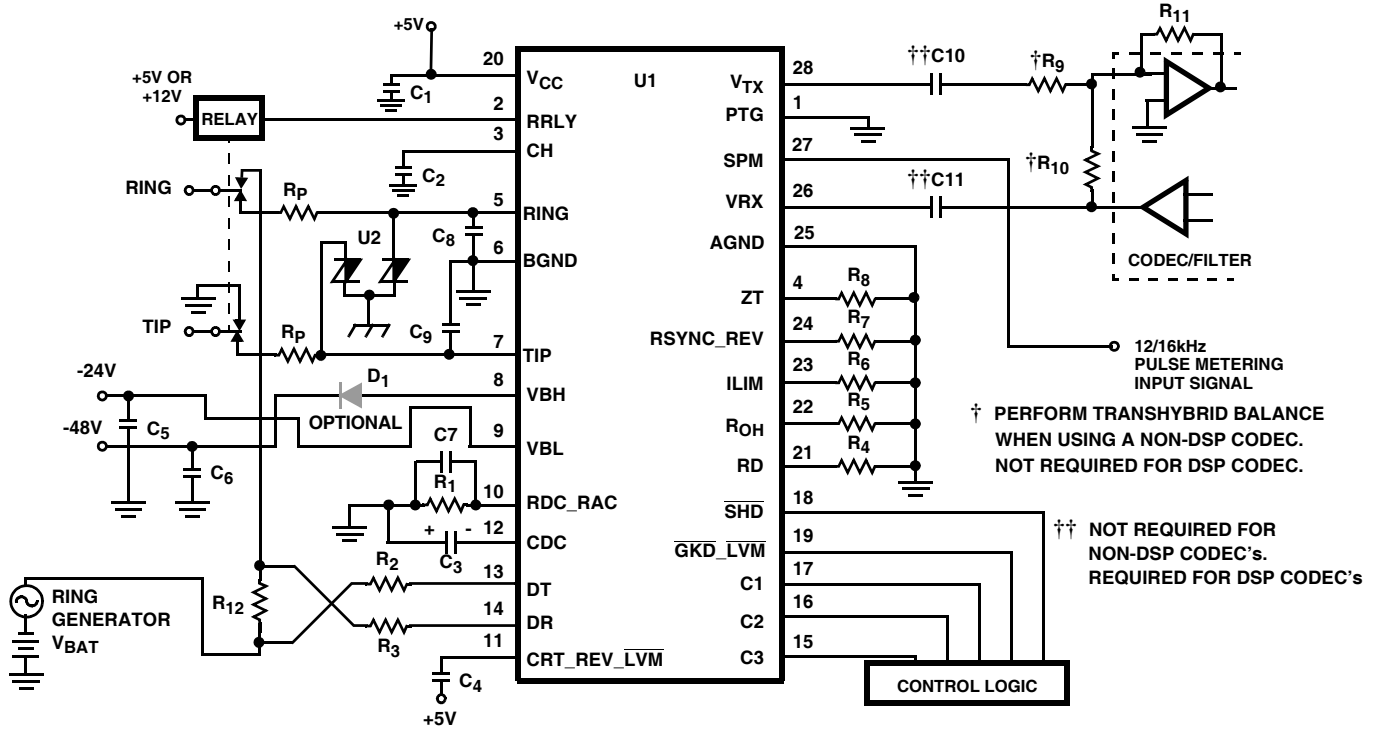 +5V
+5V OR
+12V
RELAY
20
VCC
U1
C1
2
RRLY
3
CH
C2
RING
RP
5
RING
U2
C8
6
BGND
TIP
RP
C9
7
TIP
-24V
D1
8
VBH
OPTIONAL
-48V
C5
C7
9
VBL
C6
R1
10
RDC_RAC
+ -
12
CDC
C3
R2
13
DT
RING
GENERATOR
VBAT
R12
14
DR
R3
11
CRT_REV_LVM
C4
+5V
VTX
28
††C10
†R9
R11
PTG
1
SPM
27
†R10
VRX
26
††C11
AGND
25
CODEC/FILTER
ZT
4
R8
RSYNC_REV
24
R7
12/16kHz
PULSE METERING
INPUT SIGNAL
ILIM
23
R6
ROH
22
R5
RD
21
R4
† PERFORM TRANSHYBRID BALANCE
WHEN USING A NON-DSP CODEC.
NOT REQUIRED FOR DSP CODEC.
SHD
18
GKD_LVM
19
†† NOT REQUIRED FOR
NON-DSP CODEC's.
REQUIRED FOR DSP CODEC's
C1
17
C2
16
C3
15
CONTROL LOGIC